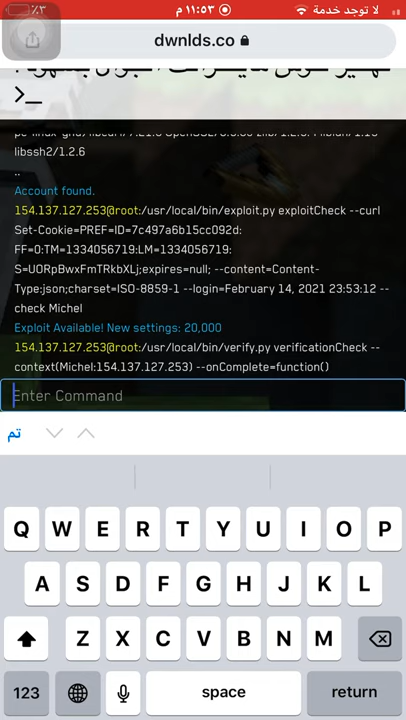 ٪٣ ١١:٥٣ م لا توجد خدمة
dwnlds.co
>_
libssh2/1.2.6
..
Account found.
154.137.127.253@root:/usr/local/bin/exploit.py exploitCheck --curl
Set-Cookie=PREF=ID=7c497a6b15cc092d:
FF=0:TM=1334056719:LM=1334056719:
S=UORpBwxFmTRkbXLj;expires=null; --content=Content-
Type:json;charset=ISO-8859-1 --login=February 14, 2021 23:53:12 --
check Michel
Exploit Available! New settings: 20,000
154.137.127.253@root:/usr/local/bin/verify.py verificationCheck --
context(Michel:154.137.127.253) --onComplete=function()
Enter Command
تم
Q W E R T Y U I O P
A S D F G H J K L
Z X C V B N M
123 space return